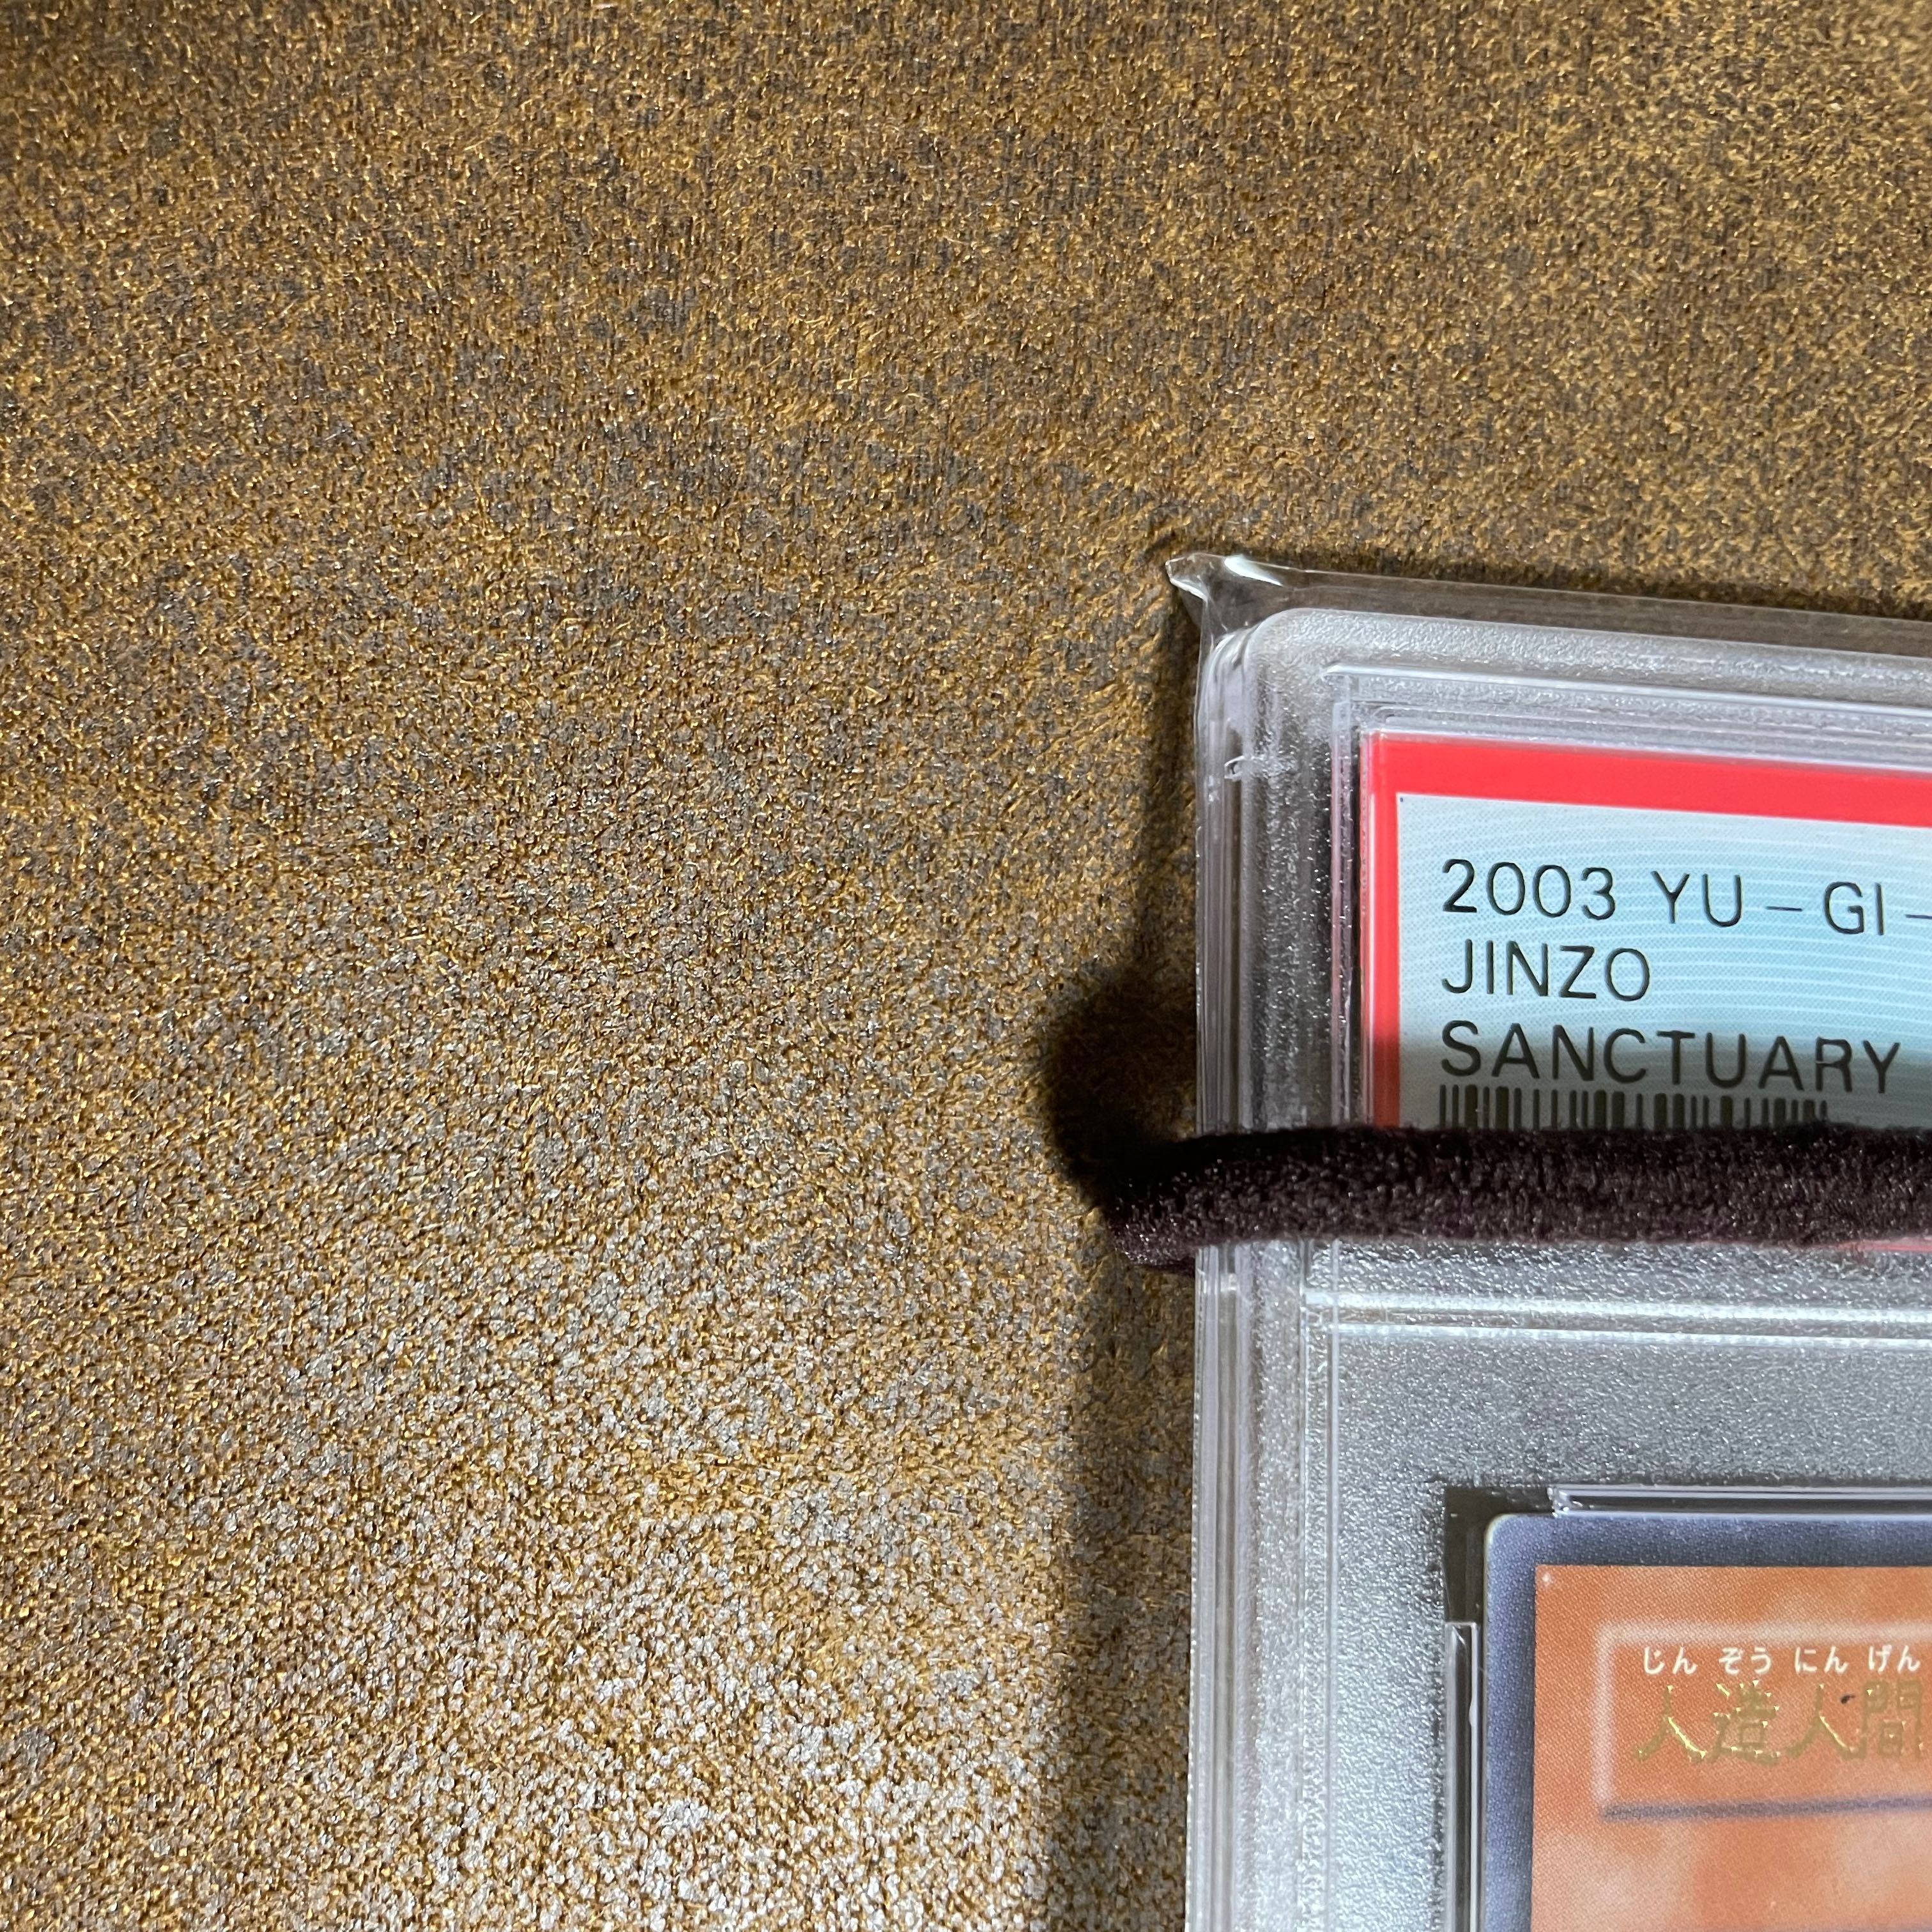 2003 YU-GI-
JINZO
SANCTUARY
じん ぞう にん げん
人造人間